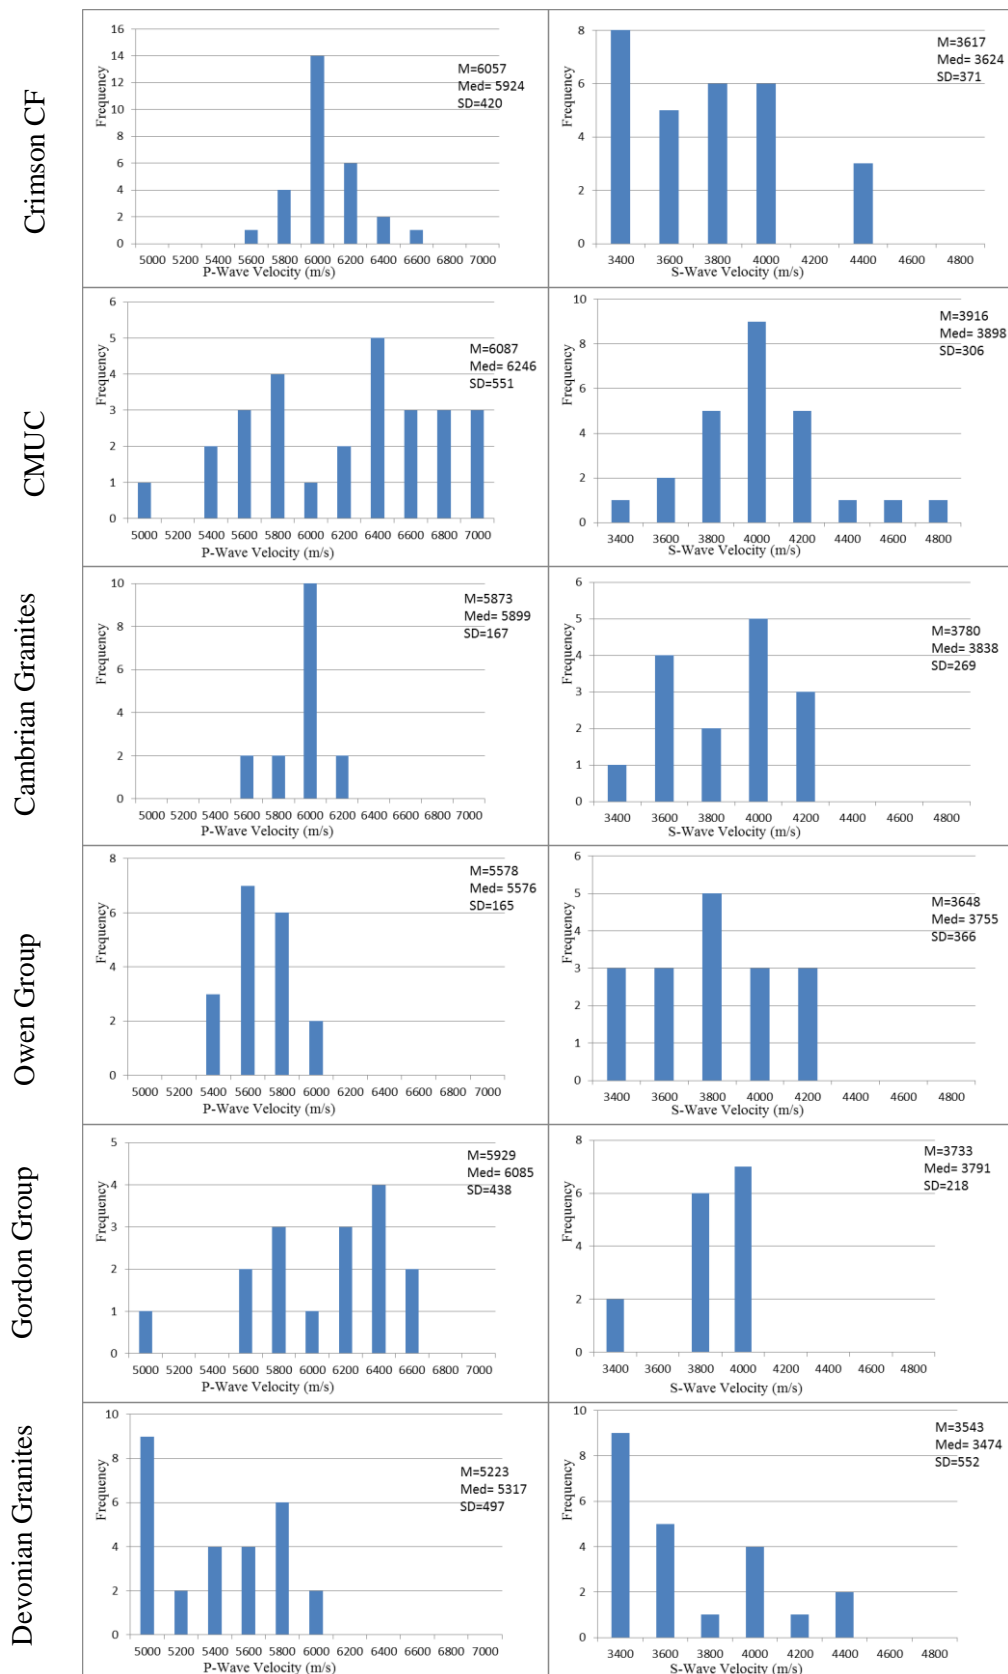 Crimson CF
16
14
12
10
8
6
4
2
0
Frequency
M=6057
Med= 5924
SD=420
5000 5200 5400 5600 5800 6000 6200 6400 6600 6800 7000
P-Wave Velocity (m/s)
8
6
4
2
0
Frequency
M=3617
Med= 3624
SD=371
3400 3600 3800 4000 4200 4400 4600 4800
S-Wave Velocity (m/s)
CMUC
6
5
4
3
2
1
0
Frequency
M=6087
Med= 6246
SD=551
5000 5200 5400 5600 5800 6000 6200 6400 6600 6800 7000
P-Wave Velocity (m/s)
10
8
6
4
2
0
Frequency
M=3916
Med= 3898
SD=306
3400 3600 3800 4000 4200 4400 4600 4800
S-Wave Velocity (m/s)
Cambrian Granites
10
8
6
4
2
0
Frequency
M=5873
Med= 5899
SD=167
5000 5200 5400 5600 5800 6000 6200 6400 6600 6800 7000
P-Wave Velocity (m/s)
6
5
4
3
2
1
0
Frequency
M=3780
Med= 3838
SD=269
3400 3600 3800 4000 4200 4400 4600 4800
S-Wave Velocity (m/s)
Owen Group
8
6
4
2
0
Frequency
M=5578
Med= 5576
SD=165
5000 5200 5400 5600 5800 6000 6200 6400 6600 6800 7000
P-Wave Velocity (m/s)
6
5
4
3
2
1
0
Frequency
M=3648
Med= 3755
SD=366
3400 3600 3800 4000 4200 4400 4600 4800
S-Wave Velocity (m/s)
Gordon Group
5
4
3
2
1
0
Frequency
M=5929
Med= 6085
SD=438
5000 5200 5400 5600 5800 6000 6200 6400 6600 6800 7000
P-Wave Velocity (m/s)
8
6
4
2
0
Frequency
M=3733
Med= 3791
SD=218
3400 3600 3800 4000 4200 4400 4600 4800
S-Wave Velocity (m/s)
Devonian Granites
10
8
6
4
2
0
Frequency
M=5223
Med= 5317
SD=497
5000 5200 5400 5600 5800 6000 6200 6400 6600 6800 7000
P-Wave Velocity (m/s)
10
8
6
4
2
0
Frequency
M=3543
Med= 3474
SD=552
3400 3600 3800 4000 4200 4400 4600 4800
S-Wave Velocity (m/s)